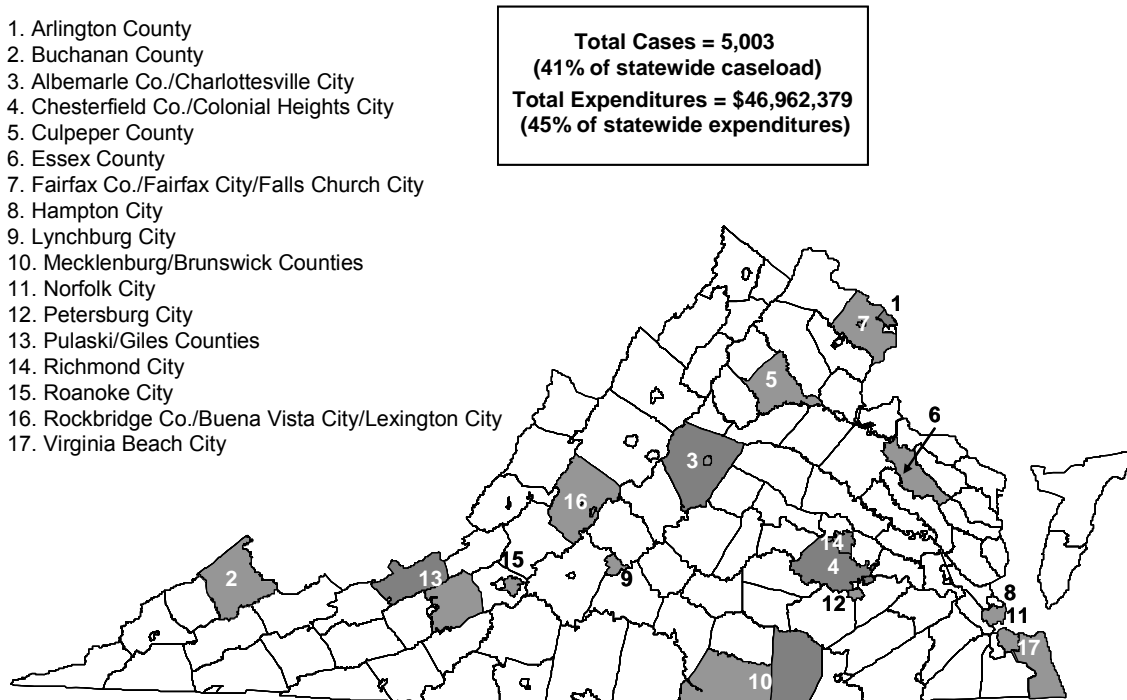 1. Arlington County
2. Buchanan County
3. Albemarle Co./Charlottesville City
4. Chesterfield Co./Colonial Heights City
5. Culpeper County
6. Essex County
7. Fairfax Co./Fairfax City/Falls Church City
8. Hampton City
9. Lynchburg City
10. Mecklenburg/Brunswick Counties
11. Norfolk City
12. Petersburg City
13. Pulaski/Giles Counties
14. Richmond City
15. Roanoke City
16. Rockbridge Co./Buena Vista City/Lexington City
17. Virginia Beach City
Total Cases = 5,003
(41% of statewide caseload)
Total Expenditures = $46,962,379
(45% of statewide expenditures)
1
7
5
6
3
16
14
15
4
2
13
9
12
8
11
17
10